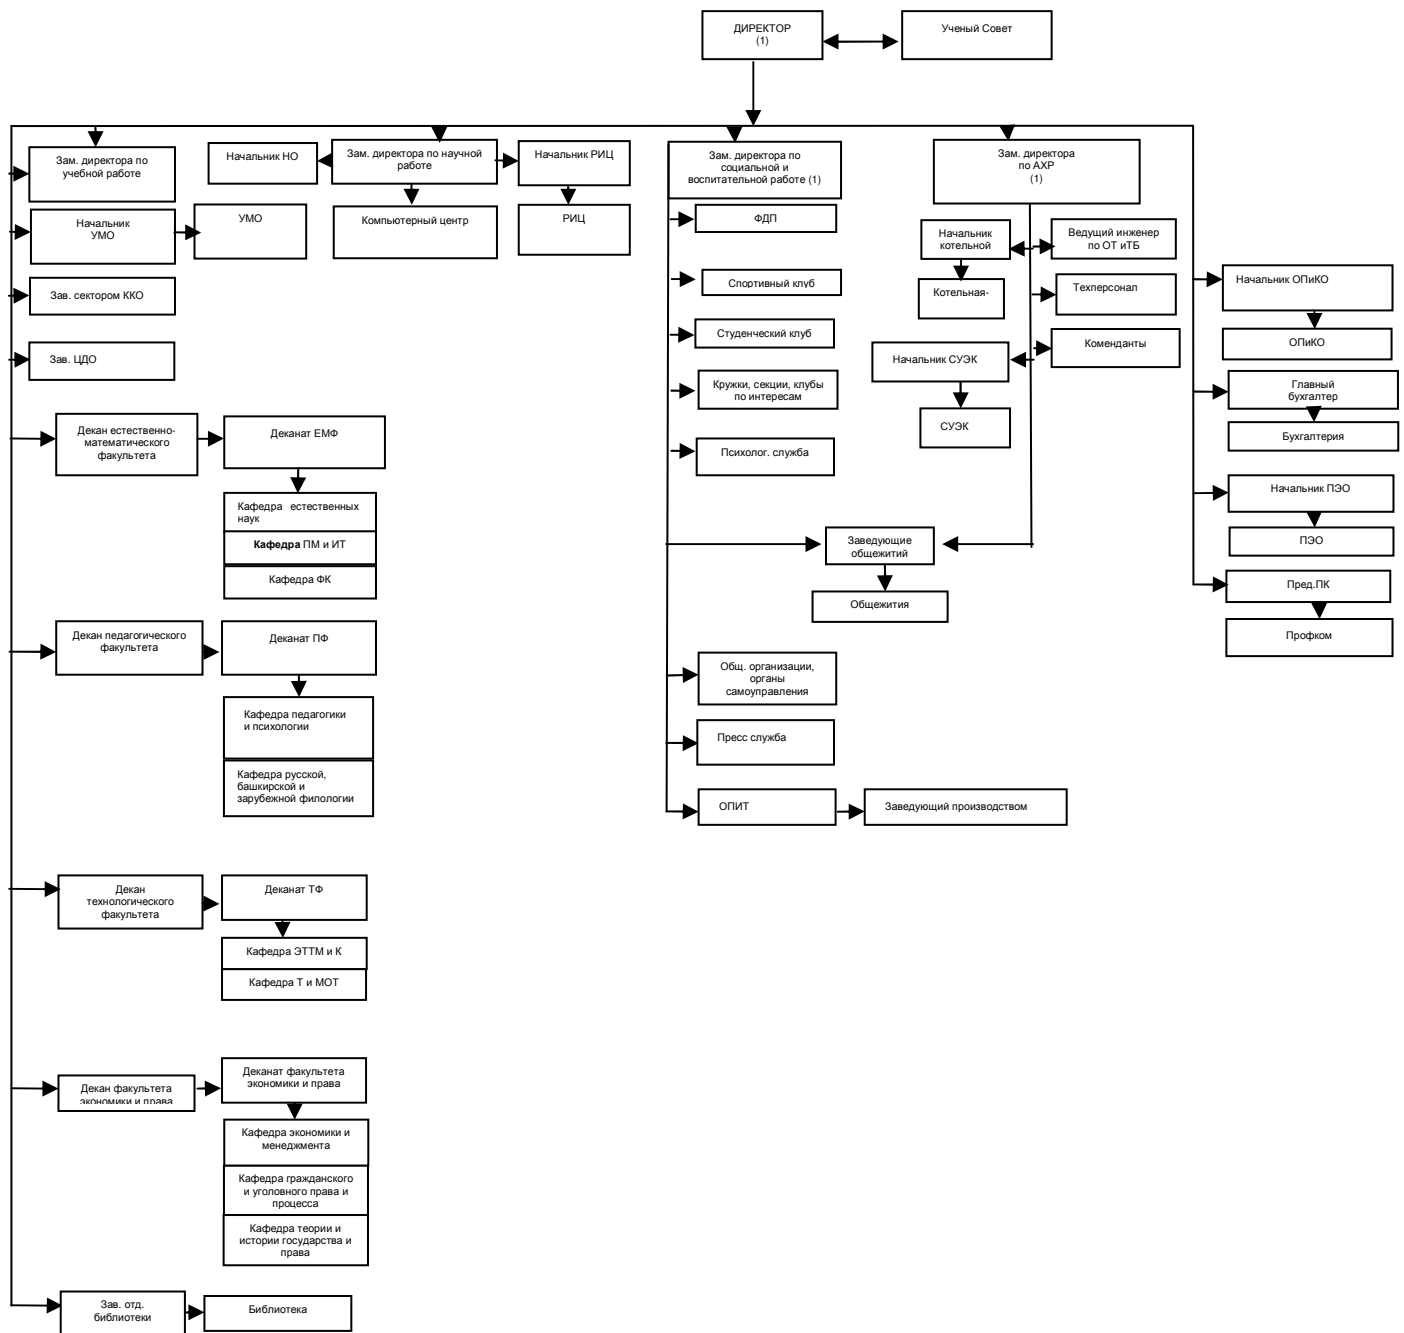 ДИРЕКТОР
(1)
Ученый Совет
Зам. директора по
учебной работе
Начальник НО
Зам. директора по научной
работе
Начальник РИЦ
Зам. директора по
социальной и
воспитательной работе (1)
Зам. директора
по АХР
(1)
Начальник
УМО
УМО
Компьютерный центр
РИЦ
ФДП
Начальник
котельной
Ведущий инженер
по ОТ иТБ
Зав. сектором ККО
Спортивный клуб
Котельная-
Техперсонал
Начальник ОПиКО
ОПиКО
Зав. ЦДО
Студенческий клуб
Начальник СУЭК
Коменданты
Кружки, секции, клубы
по интересам
СУЭК
Главный
бухгалтер
Бухгалтерия
Декан естественно-
математического
факультета
Деканат ЕМФ
Психолог. служба
Начальник ПЭО
ПЭО
Кафедра естественных
наук
Кафедра ПМ и ИТ
Кафедра ФК
Заведующие
общежитий
Общежития
Пред.ПК
Профком
Декан педагогического
факультета
Деканат ПФ
Общ. организации,
органы
самоуправления
Кафедра педагогики
и психологии
Пресс служба
Кафедра русской,
башкирской и
зарубежной филологии
ОПИТ
Заведующий производством
Декан
технологического
факультета
Деканат ТФ
Кафедра ЭТТМ и К
Кафедра Т и МОТ
Декан факультета
экономики и права
Деканат факультета
экономики и права
Кафедра экономики и
менеджмента
Кафедра гражданского
и уголовного права и
процесса
Кафедра теории и
истории государства и
права
Зав. отд.
библиотеки
Библиотека